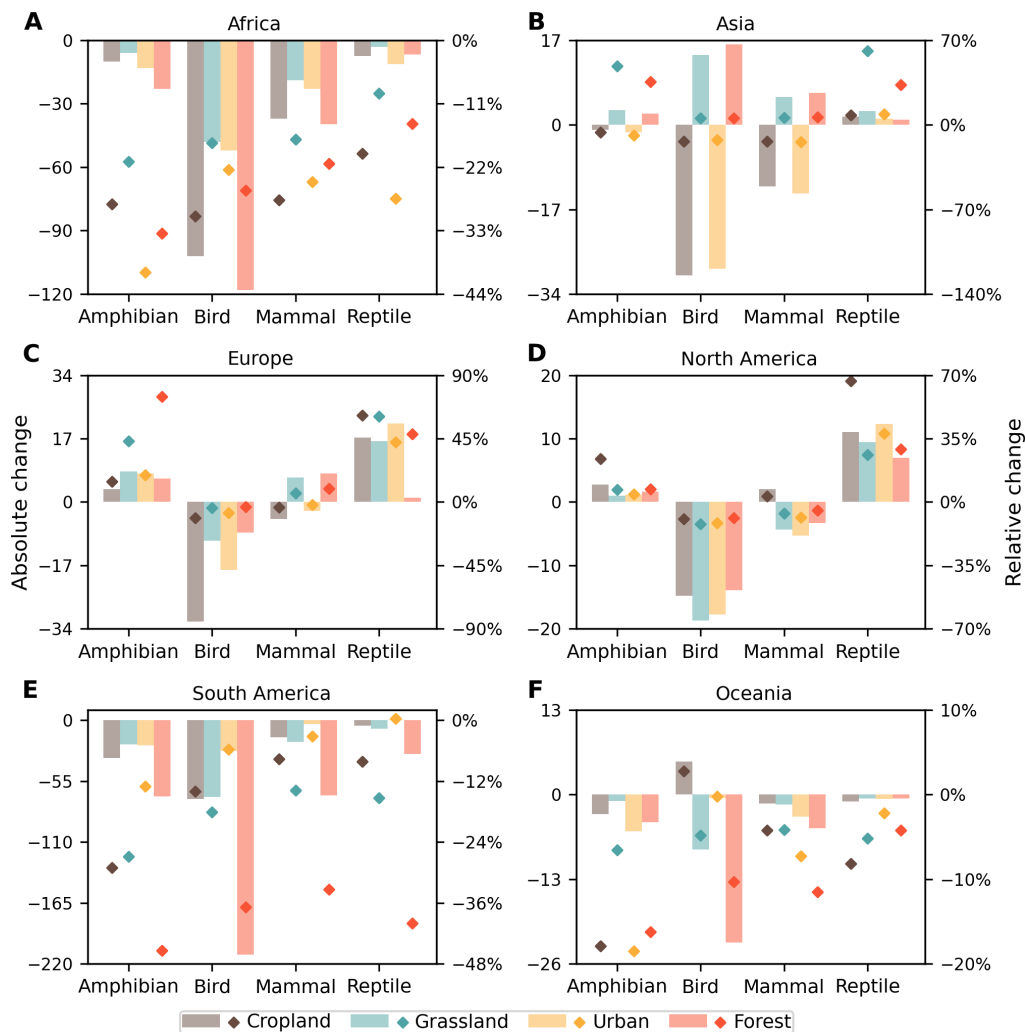 A Africa
0 0%
−30 −11%
−60 −22%
−90 −33%
−120 −44%
Amphibian Bird Mammal Reptile
B Asia
17 70%
0 0%
−17 −70%
−34 −140%
Amphibian Bird Mammal Reptile
C Europe
34 90%
17 45%
0 0%
−17 −45%
−34 −90%
Amphibian Bird Mammal Reptile
Absolute change
D North America
20 70%
10 35%
0 0%
−10 −35%
−20 −70%
Amphibian Bird Mammal Reptile
Relative change
E South America
0 0%
−55 −12%
−110 −24%
−165 −36%
−220 −48%
Amphibian Bird Mammal Reptile
F Oceania
13 10%
0 0%
−13 −10%
−26 −20%
Amphibian Bird Mammal Reptile
Cropland Grassland Urban Forest